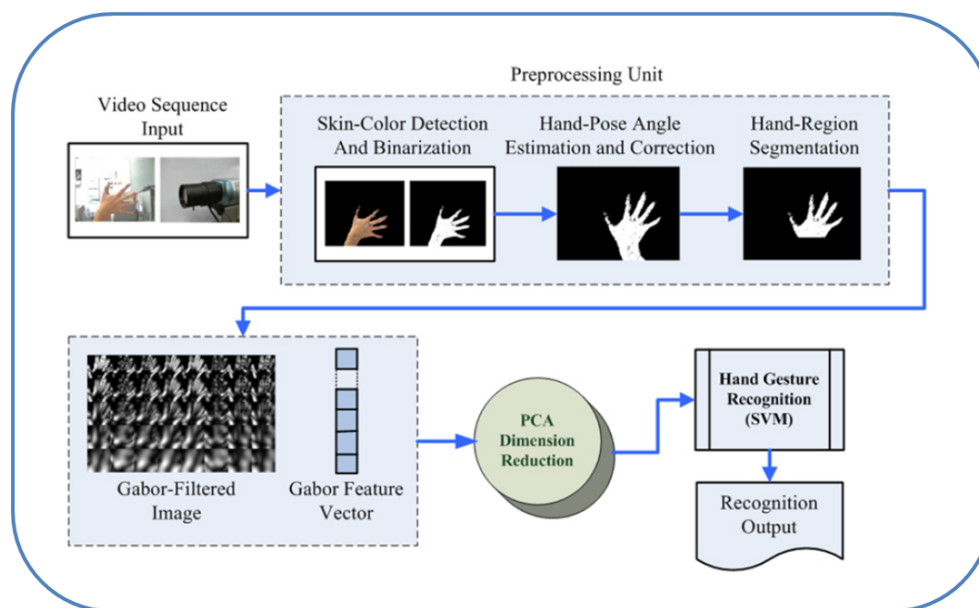 Preprocessing Unit
Video Sequence
Input
Skin-Color Detection
And Binarization
Hand-Pose Angle
Estimation and Correction
Hand-Region
Segmentation
Gabor-Filtered
Image
Gabor Feature
Vector
PCA
Dimension
Reduction
Hand Gesture
Recognition
(SVM)
Recognition
Output